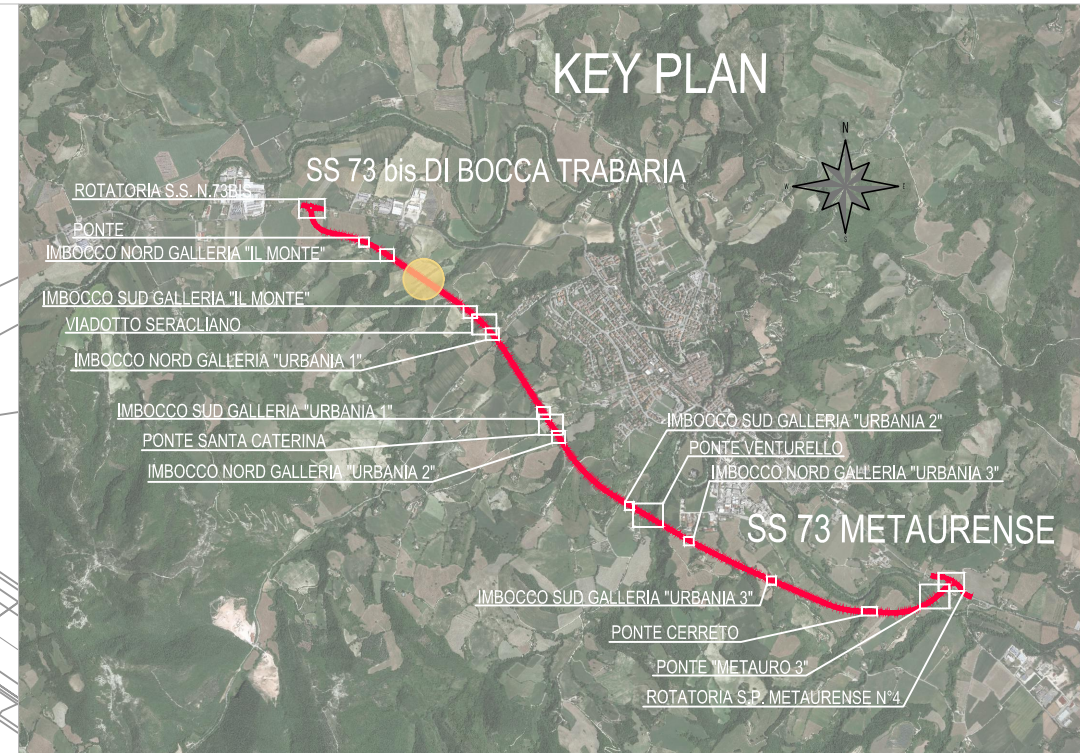 KEY PLAN
N
W
E
S
SS 73 bis DI BOCCA TRABARIA
ROTATORIA S.S. N.73BIS
PONTE
IMBOCCO NORD GALLERIA "IL MONTE"
IMBOCCO SUD GALLERIA "IL MONTE"
VIADOTTO SERACLIANO
IMBOCCO NORD GALLERIA "URBANIA 1"
IMBOCCO SUD GALLERIA "URBANIA 1"
PONTE SANTA CATERINA
IMBOCCO NORD GALLERIA "URBANIA 2"
IMBOCCO SUD GALLERIA "URBANIA 2"
PONTE VENTURELLO
IMBOCCO NORD GALLERIA "URBANIA 3"
SS 73 METAURENSE
IMBOCCO SUD GALLERIA "URBANIA 3"
PONTE CERRETO
PONTE "METAURO 3"
ROTATORIA S.P. METAURENSE N°4